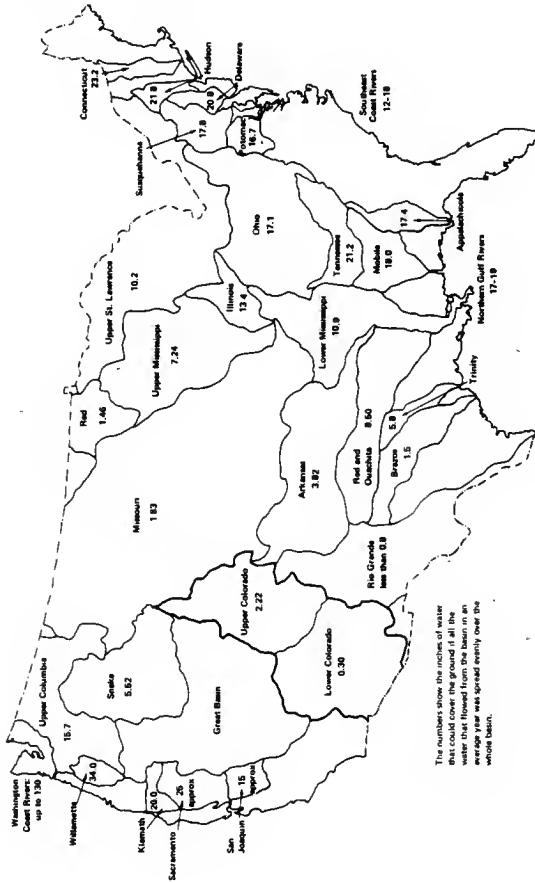 Washington
Coast Rivers:
up to 130
Upper Columbia
15.7
Willamette
34.0
Snake
5.52
Klamath
20.0
Sacramento
25
approx
San
Joaquin
15
approx
Great Basin
Upper Colorado
2.22
Lower Colorado
0.30
Missouri
1.83
Red
1.46
Upper Mississippi
7.24
Upper St. Lawrence
10.2
Illinois
13.4
Ohio
17.1
Tennessee
21.2
Mobile
18.0
Lower Mississippi
10.9
Arkansas
3.82
Red and
Ouachita
8.50
5.8
Trinity
Brazos
1.5
Rio Grande
less than 0.8
Northern Gulf Rivers
17-19
Appalachicola
17.4
Southeast
Coast Rivers
12-18
Potomac
16.7
Susquehanna
17.8
Delaware
20.8
Hudson
21.8
Connecticut
23.2
The numbers show the inches of water
that could cover the ground if all the
water that flowed from the basin in an
average year was spread evenly over the
whole basin.